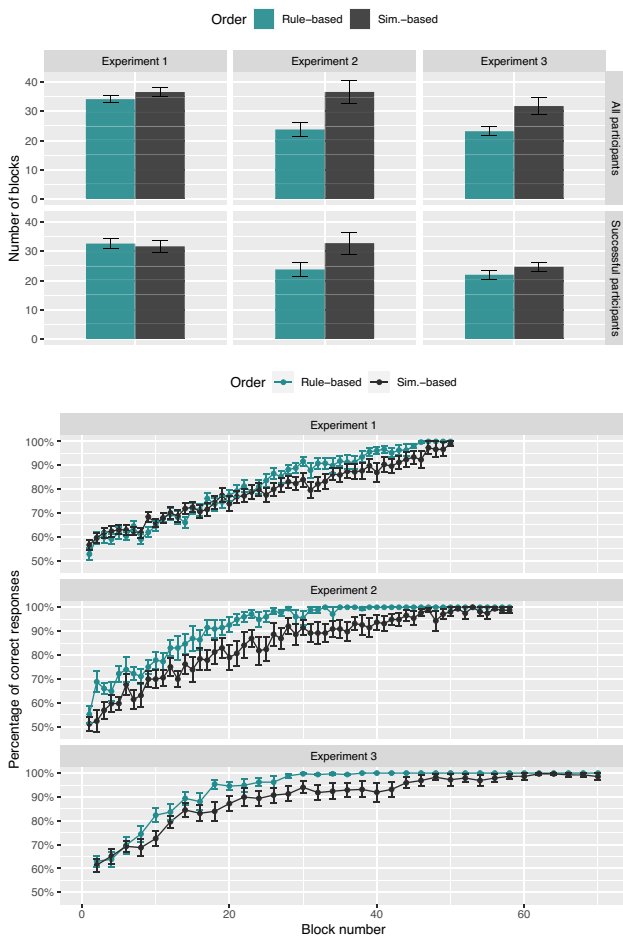 Order Rule-based Sim.-based
Experiment 1 Experiment 2 Experiment 3
Number of blocks
40
30
20
10
0
All participants
40
30
20
10
0
Successful participants
Order Rule-based Sim.-based
Percentage of correct responses
Experiment 1
100%
90%
80%
70%
60%
50%
Experiment 2
100%
90%
80%
70%
60%
50%
Experiment 3
100%
90%
80%
70%
60%
50%
0 20 40 60
Block number